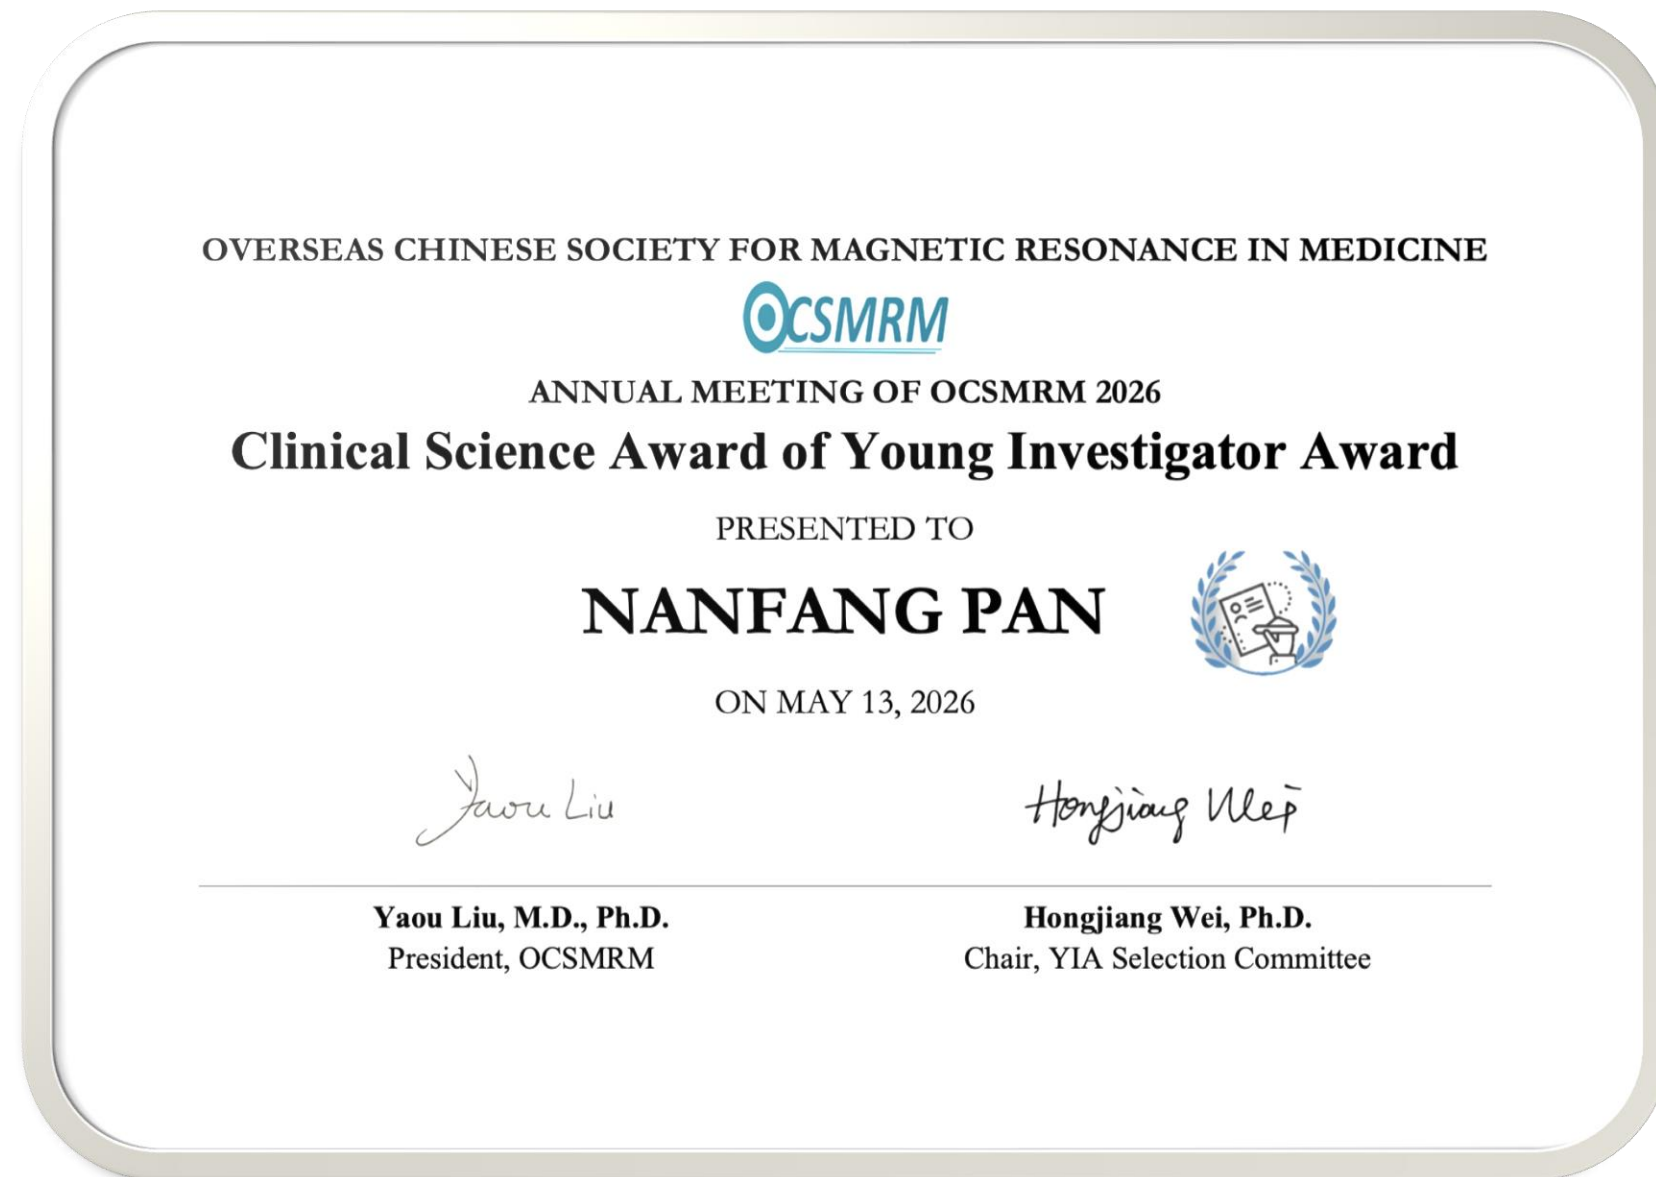 OVERSEAS CHINESE SOCIETY FOR MAGNETIC RESONANCE IN MEDICINE
OCSMRM
ANNUAL MEETING OF OCSMRM 2026
Clinical Science Award of Young Investigator Award
PRESENTED TO
NANFANG PAN
ON MAY 13, 2026
Yaou Liu
Hongjiang Wei
Yaou Liu, M.D., Ph.D.
Hongjiang Wei, Ph.D.
President, OCSMRM
Chair, YIA Selection Committee